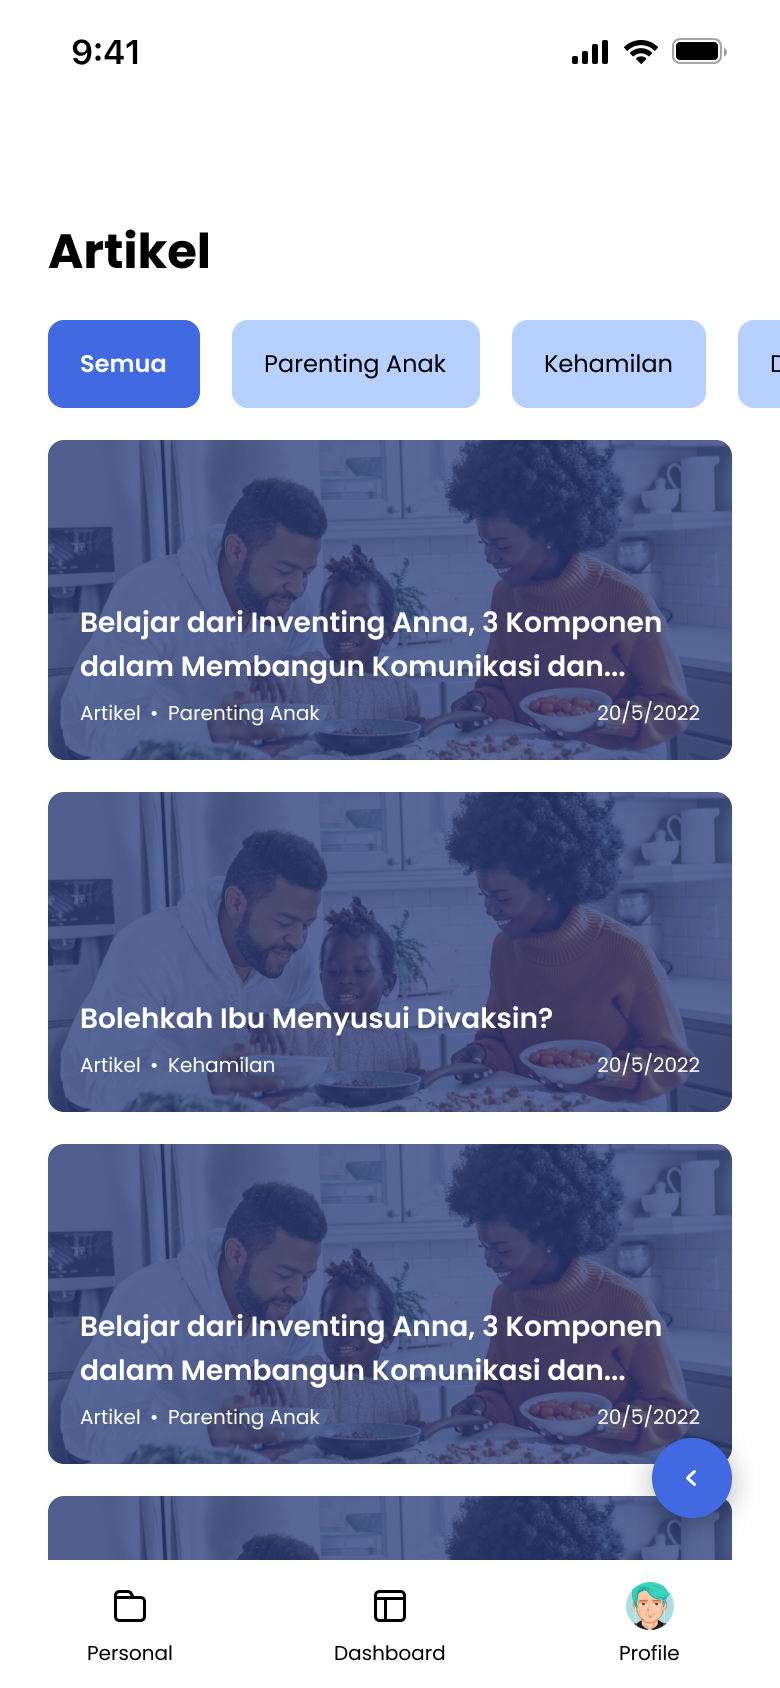 9:41
Artikel
Semua
Parenting Anak
Kehamilan
Belajar dari Inventing Anna, 3 Komponen
dalam Membangun Komunikasi dan...
Artikel • Parenting Anak
20/5/2022
Bolehkah Ibu Menyusui Divaksin?
Artikel • Kehamilan
20/5/2022
Belajar dari Inventing Anna, 3 Komponen
dalam Membangun Komunikasi dan...
Artikel • Parenting Anak
20/5/2022
Personal
Dashboard
Profile